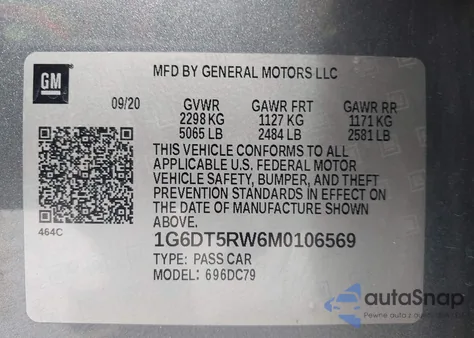 GM
MFD BY GENERAL MOTORS LLC
09/20 GVWR GAWR FRT GAWR RR
2298 KG 1127 KG 1171 KG
5065 LB 2484 LB 2581 LB
THIS VEHICLE CONFORMS TO ALL
APPLICABLE U.S. FEDERAL MOTOR
VEHICLE SAFETY, BUMPER, AND THEFT
PREVENTION STANDARDS IN EFFECT ON
THE DATE OF MANUFACTURE SHOWN
ABOVE.
464C
1G6DT5RW6M0106569
TYPE: PASS CAR
MODEL: 696DC79
autoSnap
Pewne auta z